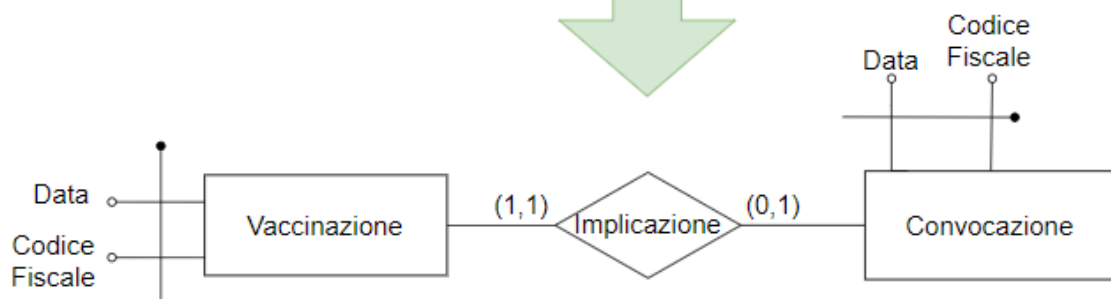 Codice
Fiscale
Data
Data
Codice
Fiscale
Vaccinazione
(1,1)
Implicazione
(0,1)
Convocazione